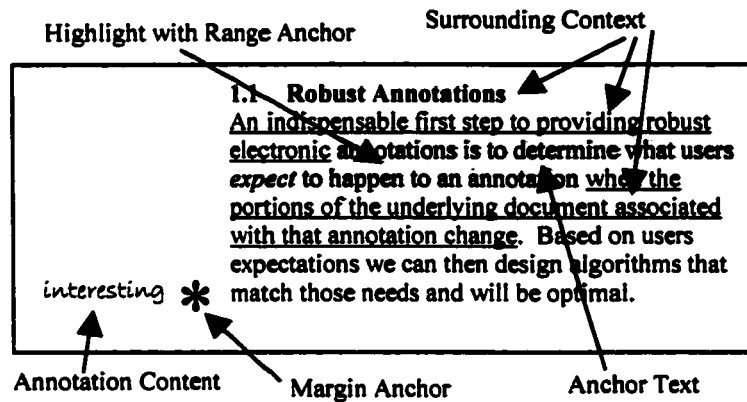 Highlight with Range Anchor Surrounding Context
1.1 Robust Annotations
An indispensable first step to providing robust
electronic annotations is to determine what users
expect to happen to an annotation when the
portions of the underlying document associated
with that annotation change. Based on users
expectations we can then design algorithms that
interesting * match those needs and will be optimal.
Annotation Content Margin Anchor Anchor Text